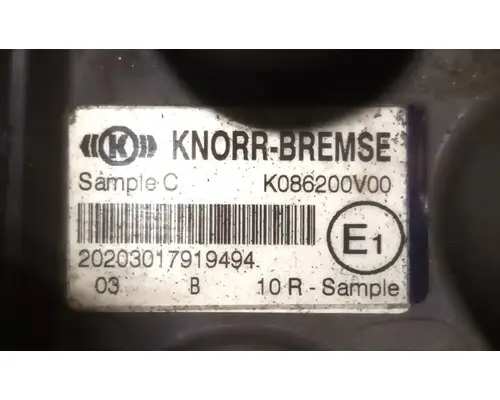 K KNORR-BREMSE
Sample C K086200V00
E1
20203017919494
03 B 10 R - Sample